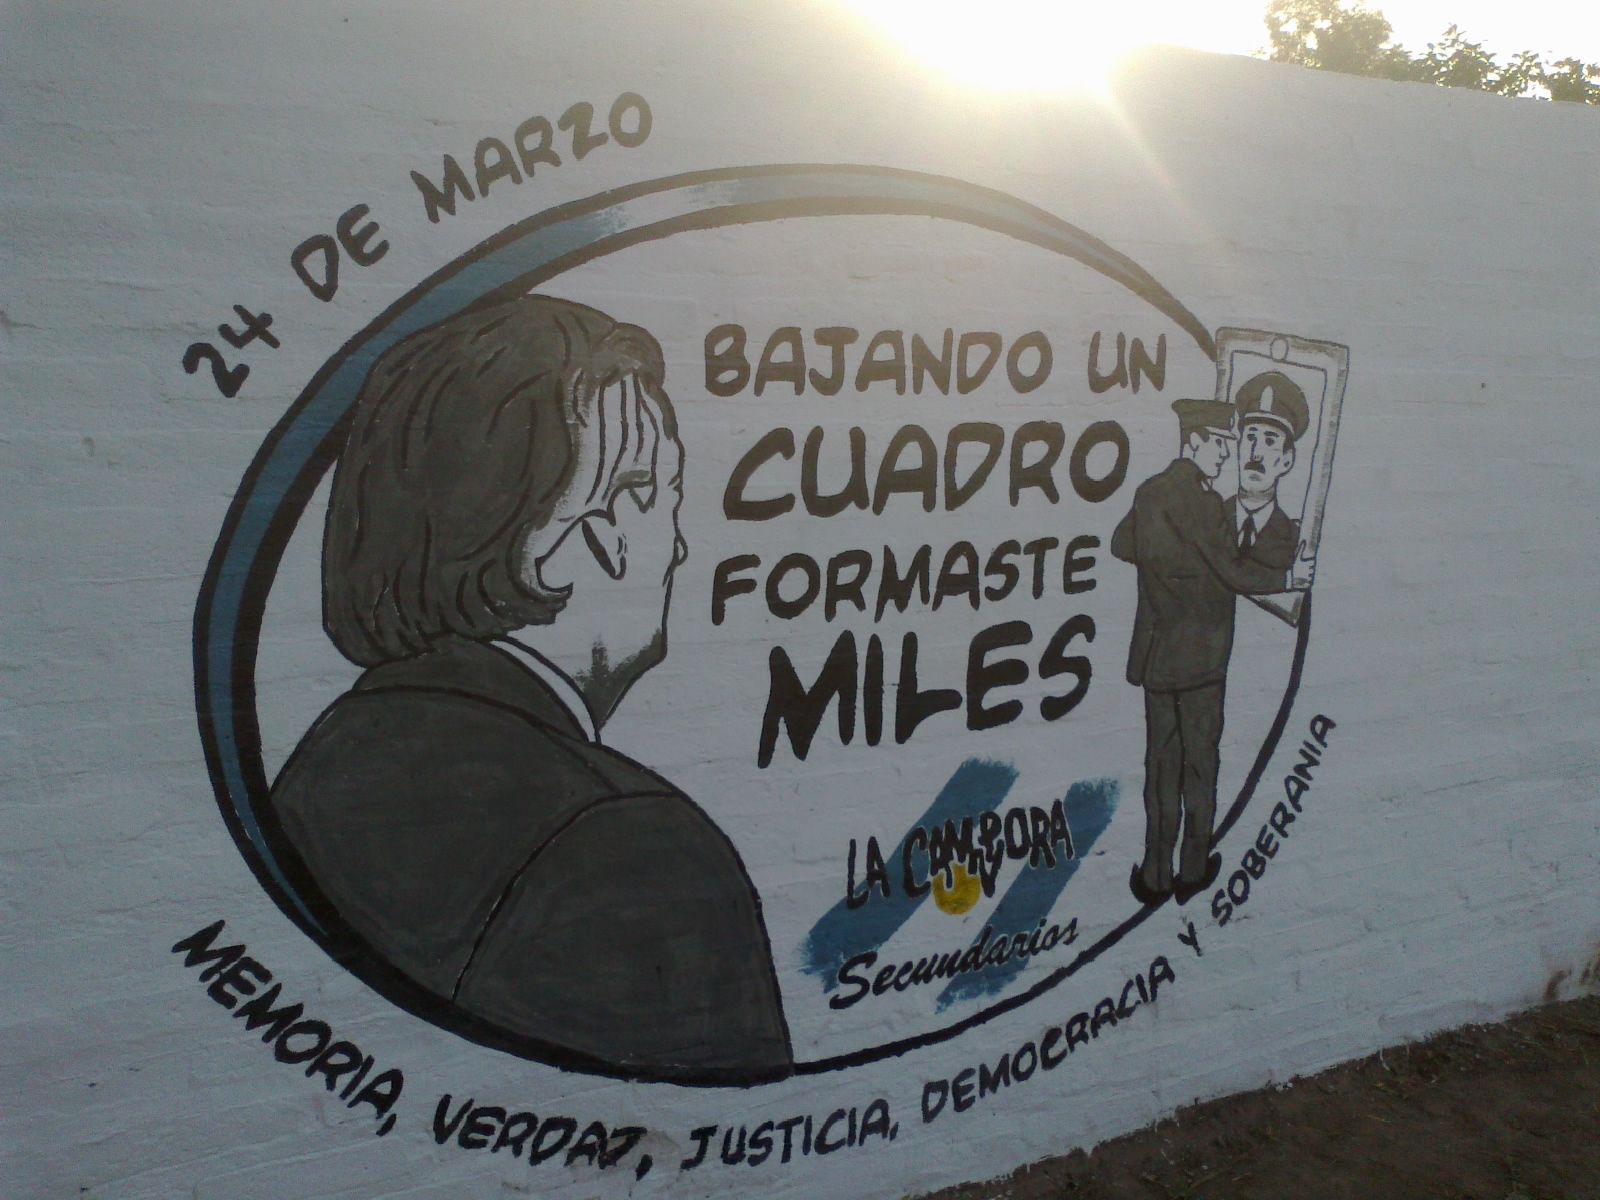 24 DE MARZO
BAJANDO UN
CUADRO
FORMASTE
MILES
LA CAMPORA
Secundarios
MEMORIA, VERDAD, JUSTICIA, DEMOCRACIA Y SOBERANIA